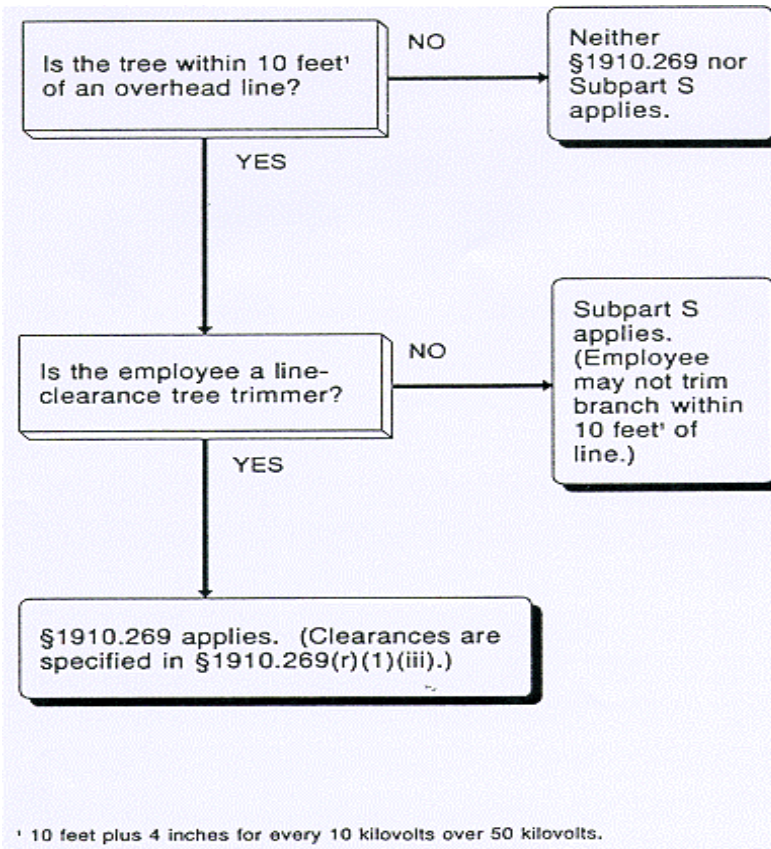 Is the tree within 10 feet¹
of an overhead line?
NO
Neither
§1910.269 nor
Subpart S
applies.
YES
Is the employee a line-
clearance tree trimmer?
NO
Subpart S
applies.
(Employee
may not trim
branch within
10 feet¹ of
line.)
YES
§1910.269 applies. (Clearances are
specified in §1910.269(r)(1)(iii).)
¹ 10 feet plus 4 inches for every 10 kilovolts over 50 kilovolts.